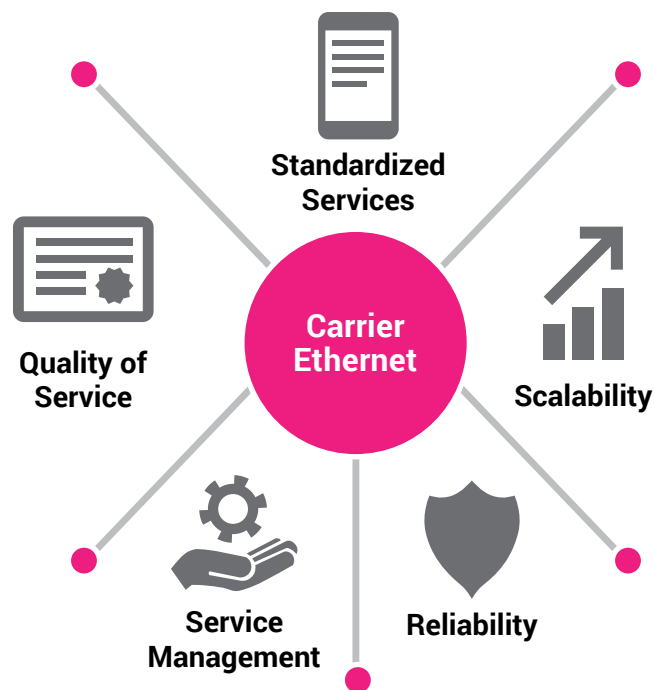 Standardized
Services
Carrier
Ethernet
Quality of
Service
Scalability
Service
Management
Reliability